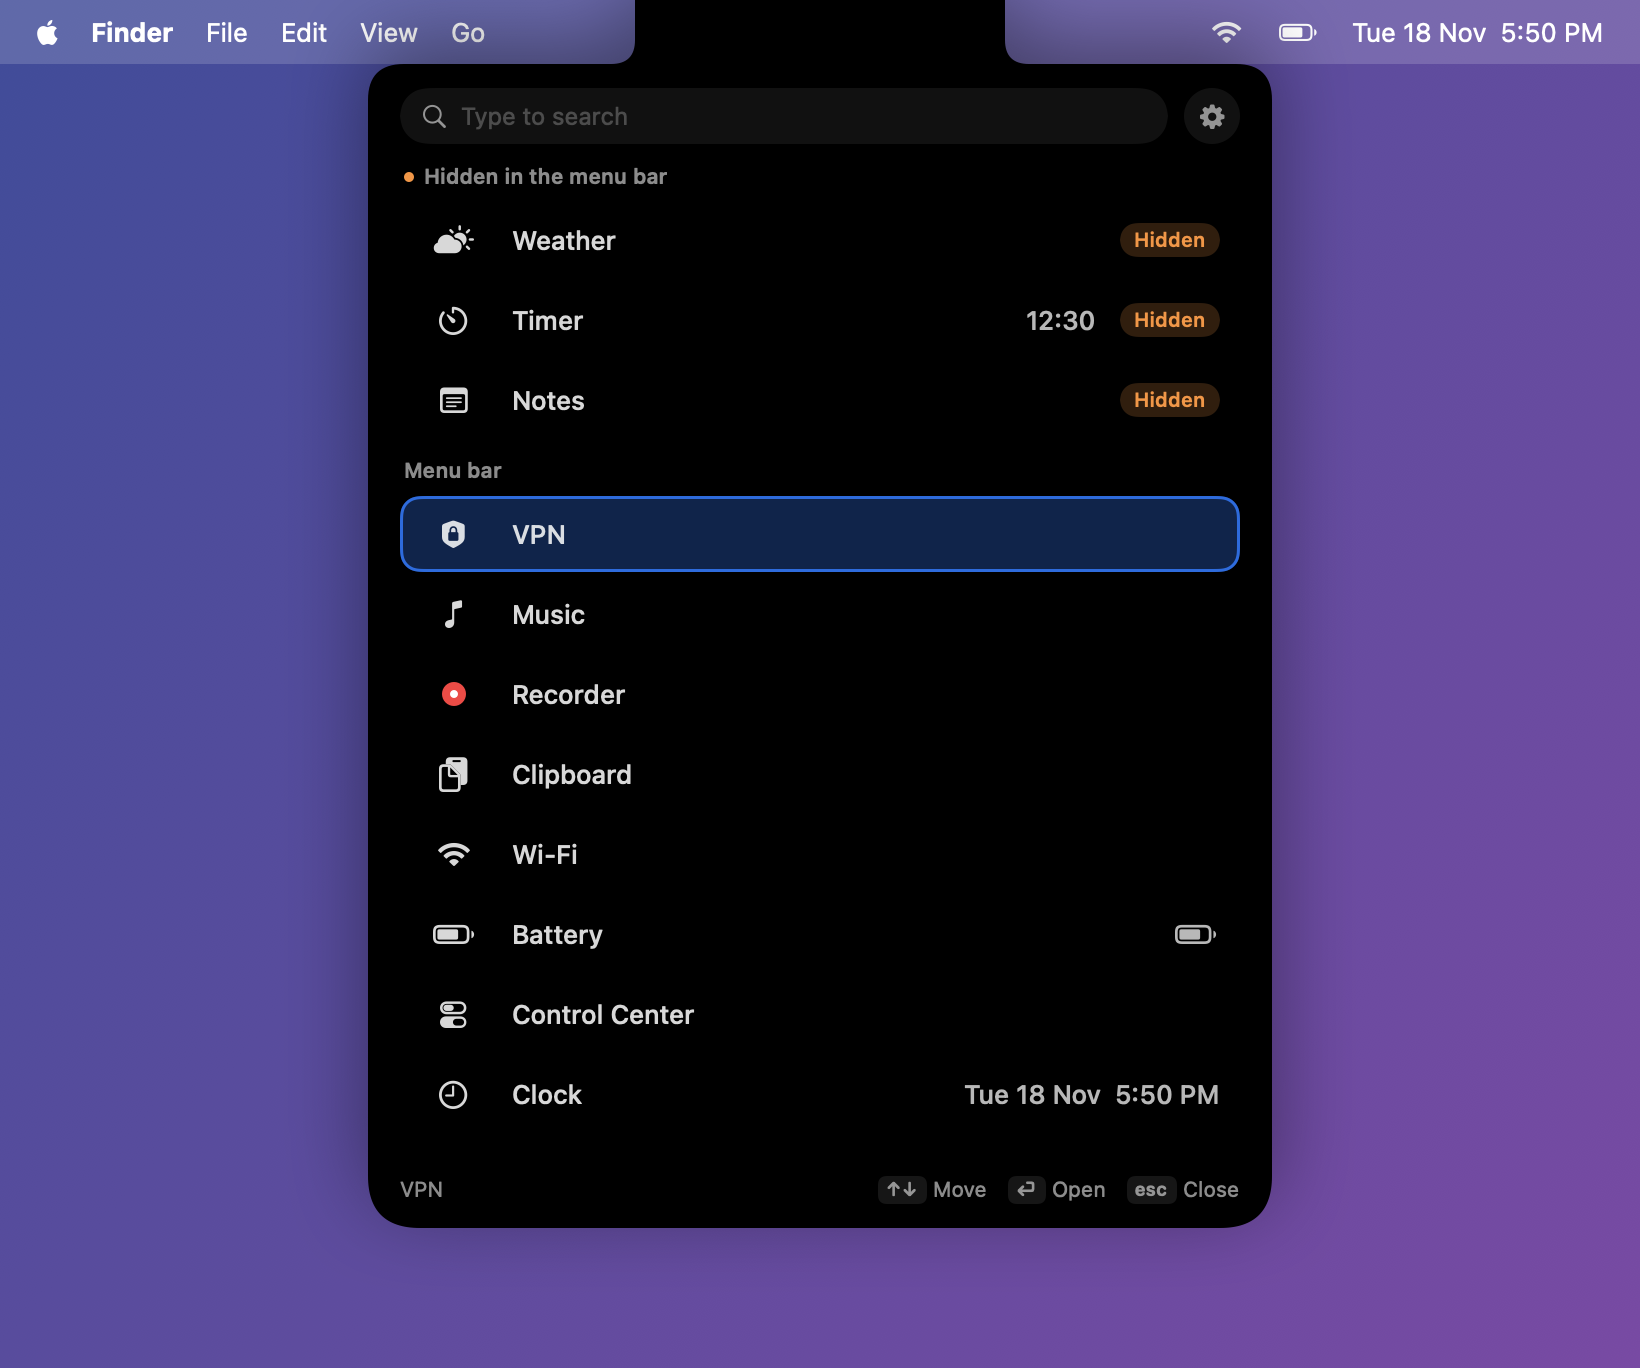 Finder File Edit View Go Tue 18 Nov 5:50 PM
Type to search
Hidden in the menu bar
Weather Hidden
Timer 12:30 Hidden
Notes Hidden
Menu bar
VPN
Music
Recorder
Clipboard
Wi-Fi
Battery
Control Center
Clock Tue 18 Nov 5:50 PM
VPN ↑↓ Move ↩ Open esc Close